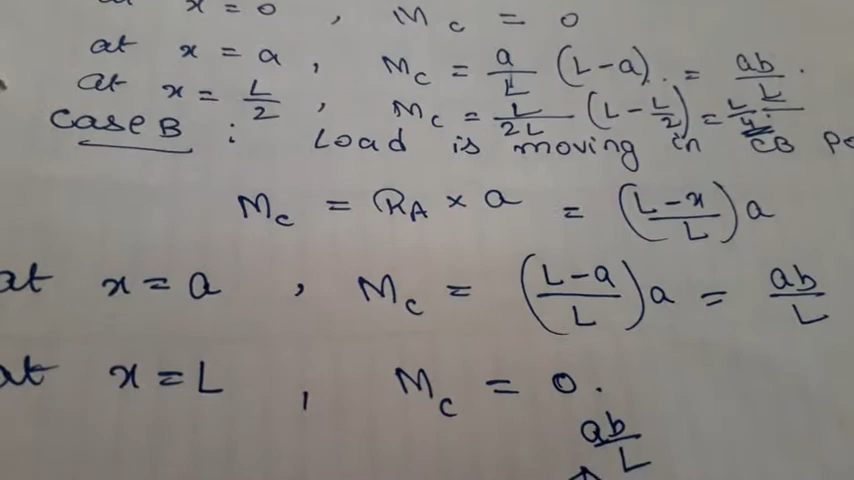 at x = 0 , Mc = 0
at x = a , Mc = a/L (L-a) = ab/L .
at x = L/2 , Mc = L/2L (L - L/2) = L/4
Case B : Load is moving in CB
Mc = RA × a = (L-x/L) a
at x = a , Mc = (L-a/L) a = ab/L
at x = L , Mc = 0 .
ab/L